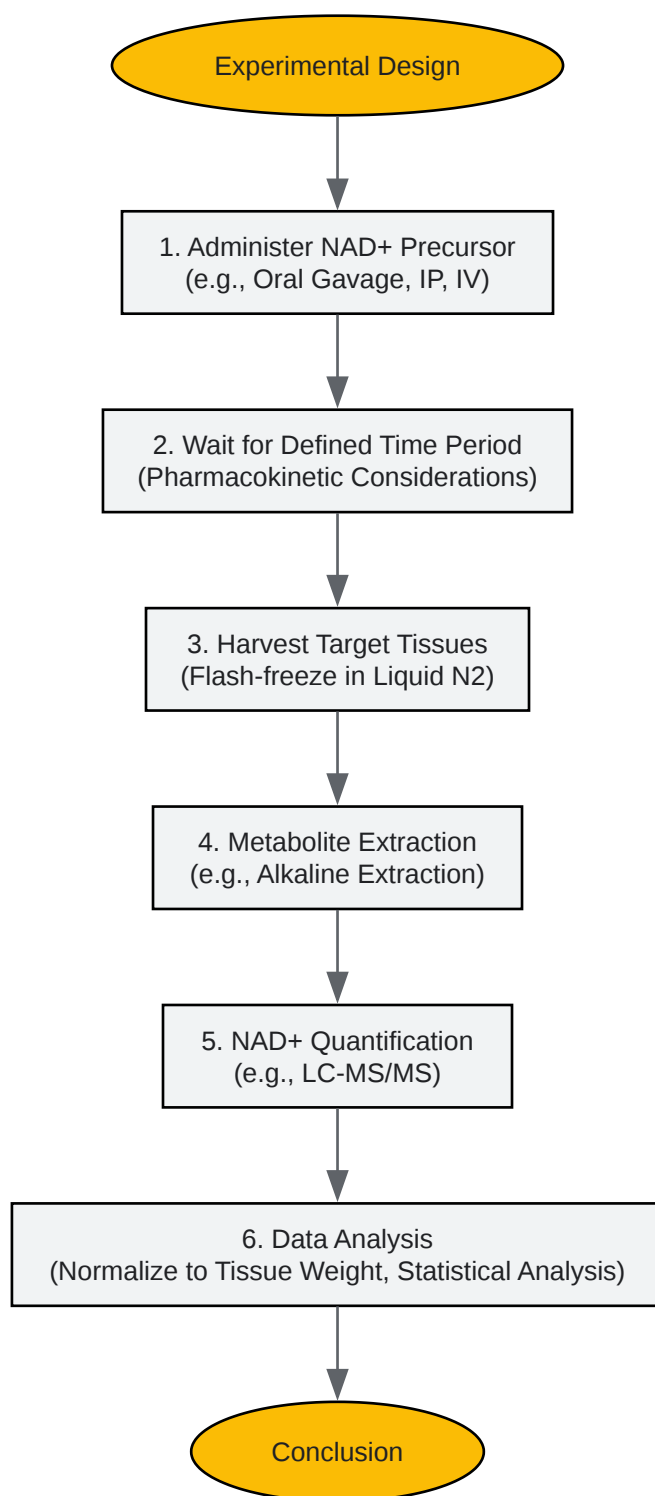 Experimental Design
1. Administer NAD+ Precursor
(e.g., Oral Gavage, IP, IV)
2. Wait for Defined Time Period
(Pharmacokinetic Considerations)
3. Harvest Target Tissues
(Flash-freeze in Liquid N2)
4. Metabolite Extraction
(e.g., Alkaline Extraction)
5. NAD+ Quantification
(e.g., LC-MS/MS)
6. Data Analysis
(Normalize to Tissue Weight, Statistical Analysis)
Conclusion